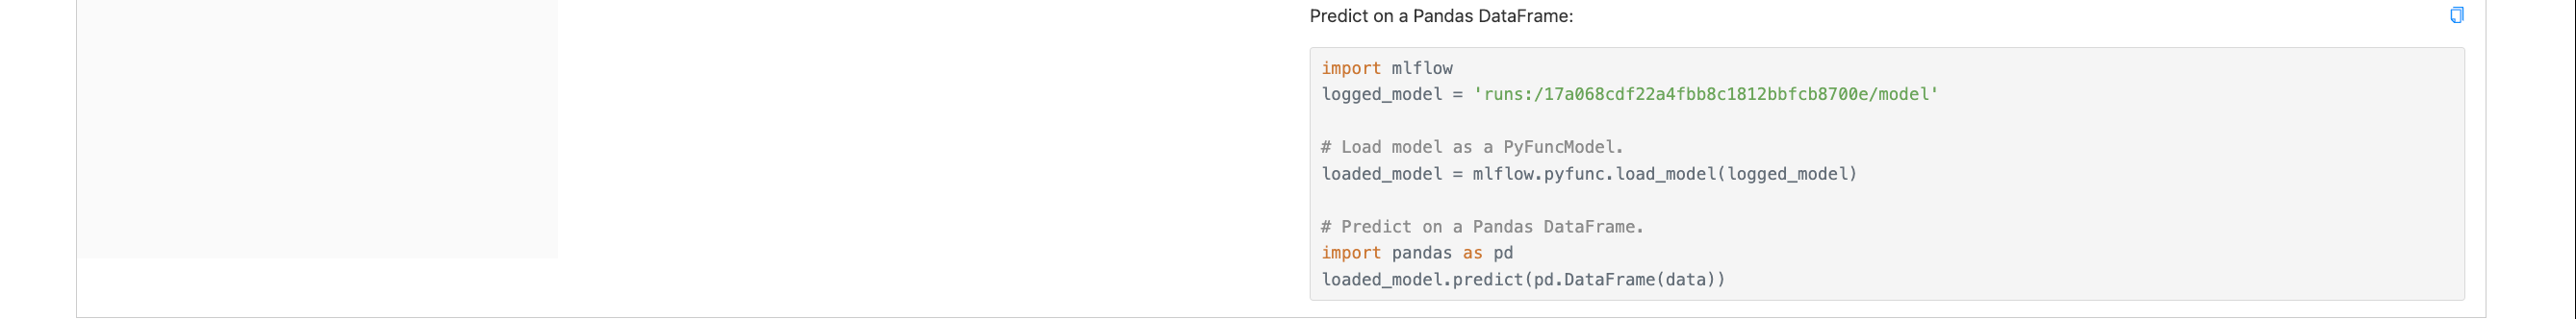 Predict on a Pandas DataFrame:
import mlflow
logged_model = 'runs:/17a068cdf22a4fbb8c1812bbfcb8700e/model'
# Load model as a PyFuncModel.
loaded_model = mlflow.pyfunc.load_model(logged_model)
# Predict on a Pandas DataFrame.
import pandas as pd
loaded_model.predict(pd.DataFrame(data))